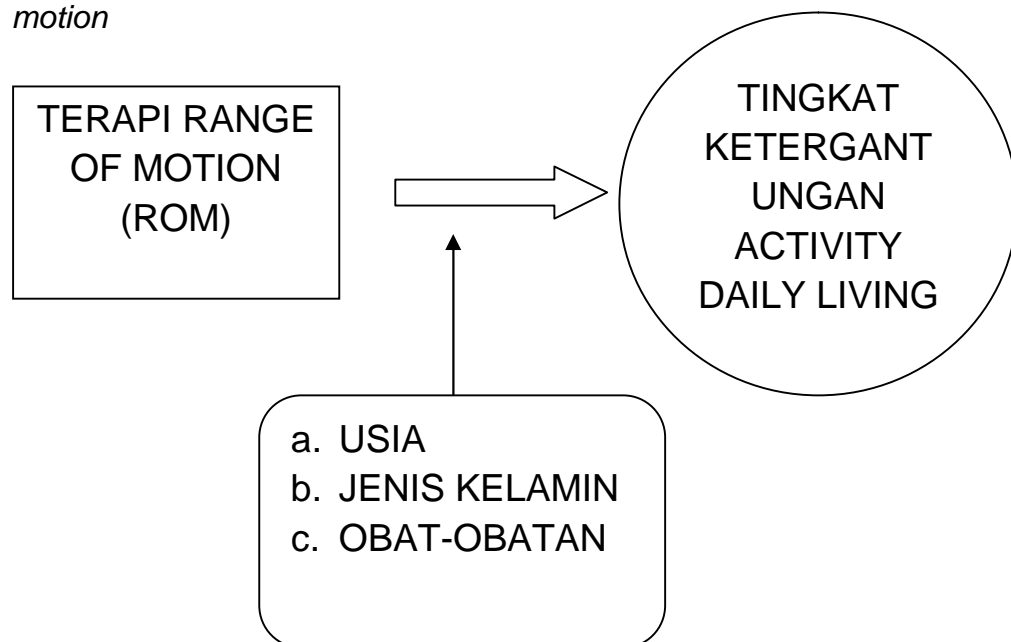 motion
TERAPI RANGE
OF MOTION
(ROM)
TINGKAT
KETERGANT
UNGAN
ACTIVITY
DAILY LIVING
a. USIA
b. JENIS KELAMIN
c. OBAT-OBATAN